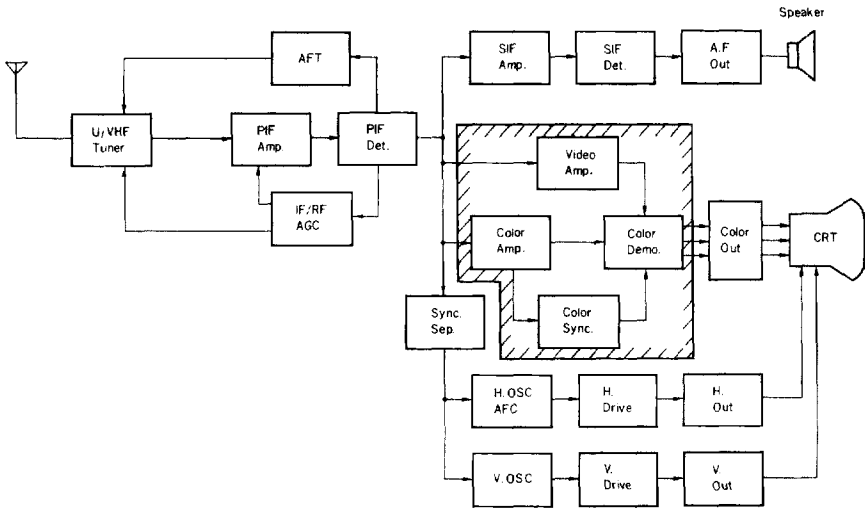 Speaker
AFT
SIF
Amp.
SIF
Det.
A.F
Out
U/VHF
Tuner
PIF
Amp.
PIF
Det.
IF/RF
AGC
Video
Amp.
Color
Amp.
Color
Demo.
Color
Out
CRT
Sync.
Sep.
Color
Sync.
H.OSC
AFC
H.
Drive
H.
Out
V.OSC
V.
Drive
V.
Out